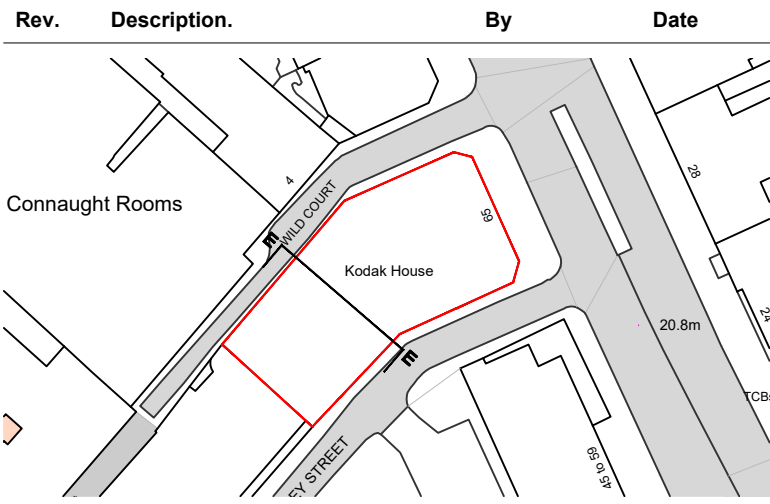 Rev. Description. By Date
4
28
Connaught Rooms
WILD COURT
65
E
Kodak House
24
20.8m
E
TCBs
EY STREET
45 to 59